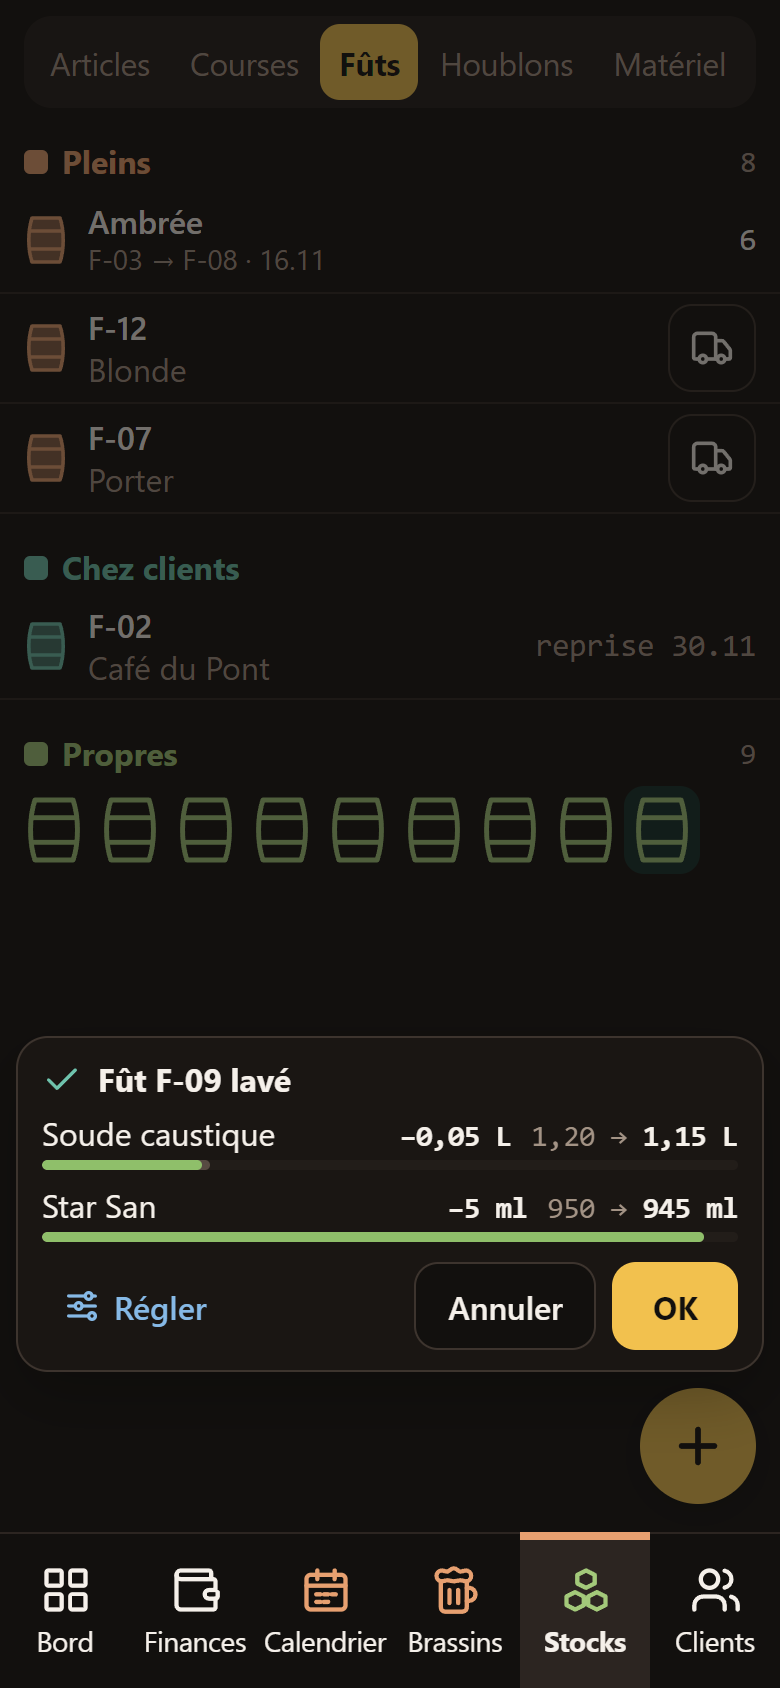 Articles Courses Fûts Houblons Matériel
Pleins 8
Ambrée
F-03 → F-08 · 16.11 6
F-12
Blonde
F-07
Porter
Chez clients
F-02
Café du Pont
reprise 30.11
Propres 9
Fût F-09 lavé
Soude caustique −0,05 L 1,20 → 1,15 L
Star San −5 ml 950 → 945 ml
Régler Annuler OK
Bord Finances Calendrier Brassins Stocks Clients